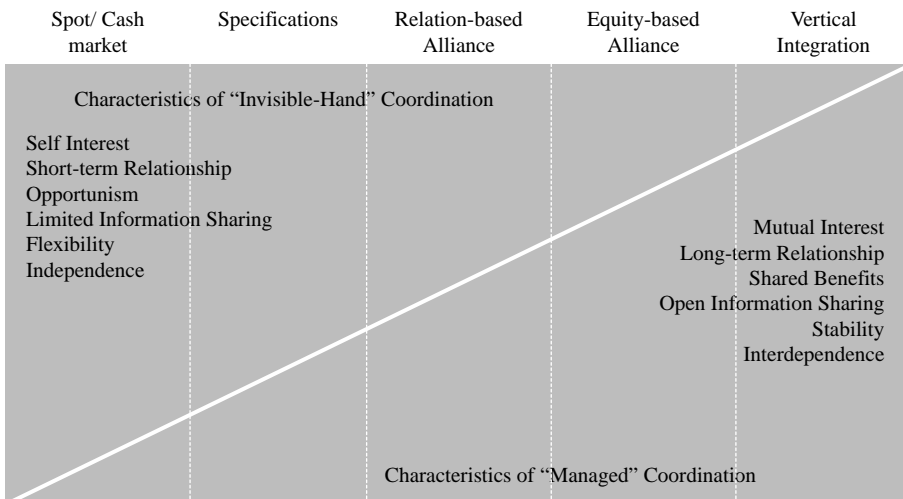 Spot/ Cash
market
Specifications
Relation-based
Alliance
Equity-based
Alliance
Vertical
Integration
Characteristics of “Invisible-Hand” Coordination
Self Interest
Short-term Relationship
Opportunism
Limited Information Sharing
Flexibility
Independence
Mutual Interest
Long-term Relationship
Shared Benefits
Open Information Sharing
Stability
Interdependence
Characteristics of “Managed” Coordination